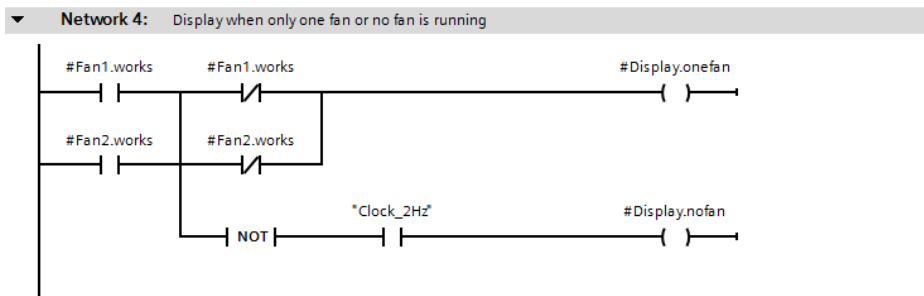 Network 4: Display when only one fan or no fan is running
#Fan1.works #Fan1.works #Display.onefan
#Fan2.works #Fan2.works
"Clock_2Hz" #Display.nofan
NOT